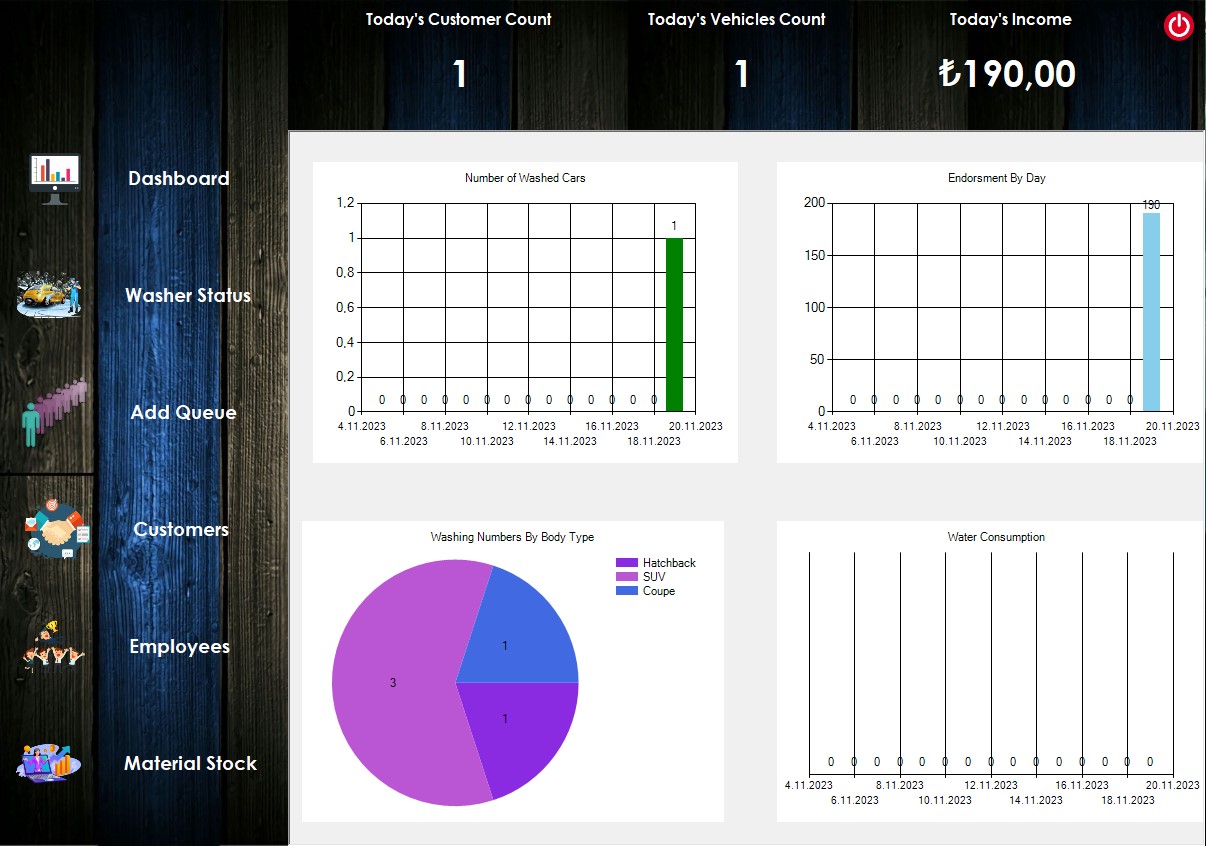 Today's Customer Count
1
Today's Vehicles Count
1
Today's Income
₺190,00
Dashboard
Washer Status
Add Queue
Customers
Employees
Material Stock
Number of Washed Cars
1,2
1
0,8
0,6
0,4
0,2
0
0 0 0 0 0 0 0 0 0 0 0 0 0 0 1
4.11.2023 8.11.2023 12.11.2023 16.11.2023 20.11.2023
6.11.2023 10.11.2023 14.11.2023 18.11.2023
Endorsment By Day
200
150
100
50
0
0 0 0 0 0 0 0 0 0 0 0 0 0 0 190
4.11.2023 8.11.2023 12.11.2023 16.11.2023 20.11.2023
6.11.2023 10.11.2023 14.11.2023 18.11.2023
Washing Numbers By Body Type
Hatchback
SUV
Coupe
1
3
1
Water Consumption
0 0 0 0 0 0 0 0 0 0 0 0 0 0 0
4.11.2023 8.11.2023 12.11.2023 16.11.2023 20.11.2023
6.11.2023 10.11.2023 14.11.2023 18.11.2023